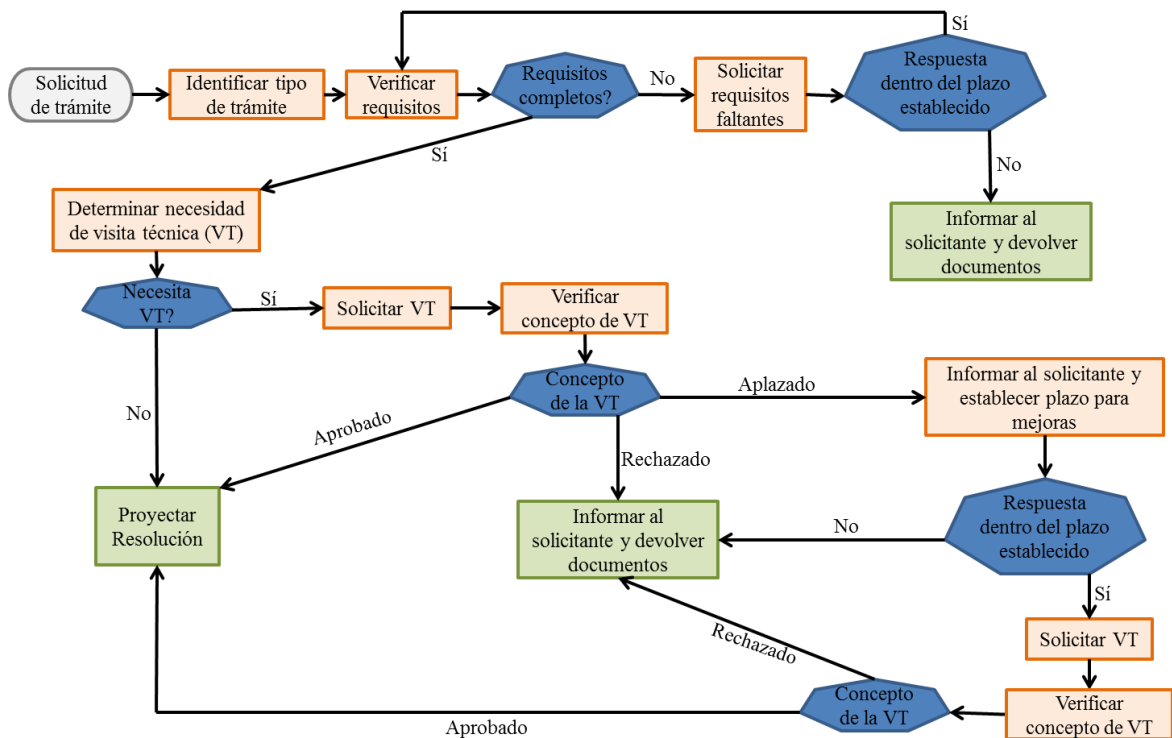 Sí
Solicitud
de trámite
Identificar tipo
de trámite
Verificar
requisitos
Requisitos
completos?
No
Solicitar
requisitos
faltantes
Respuesta
dentro del plazo
establecido
Sí
No
Determinar necesidad
de visita técnica (VT)
Informar al
solicitante y devolver
documentos
Necesita
VT?
Sí
Solicitar VT
Verificar
concepto de VT
No
Concepto
de la VT
Aplazado
Informar al solicitante y
establecer plazo para
mejoras
Aprobado
Rechazado
Proyectar
Resolución
Informar al
solicitante y devolver
documentos
No
Respuesta
dentro del plazo
establecido
Sí
Solicitar VT
Rechazado
Concepto
de la VT
Verificar
concepto de VT
Aprobado